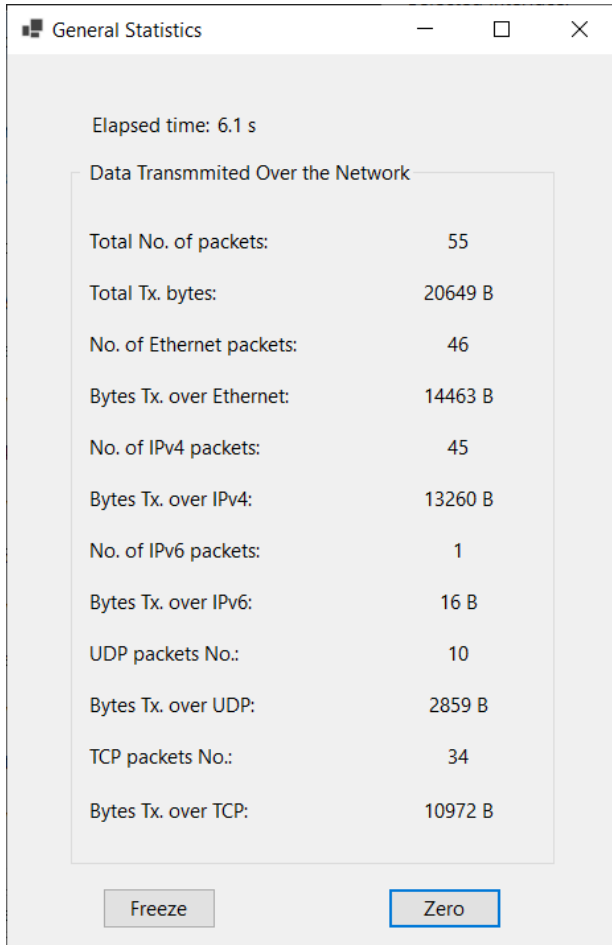 General Statistics
Elapsed time: 6.1 s
Data Transmmited Over the Network
Total No. of packets: 55
Total Tx. bytes: 20649 B
No. of Ethernet packets: 46
Bytes Tx. over Ethernet: 14463 B
No. of IPv4 packets: 45
Bytes Tx. over IPv4: 13260 B
No. of IPv6 packets: 1
Bytes Tx. over IPv6: 16 B
UDP packets No.: 10
Bytes Tx. over UDP: 2859 B
TCP packets No.: 34
Bytes Tx. over TCP: 10972 B
Freeze Zero